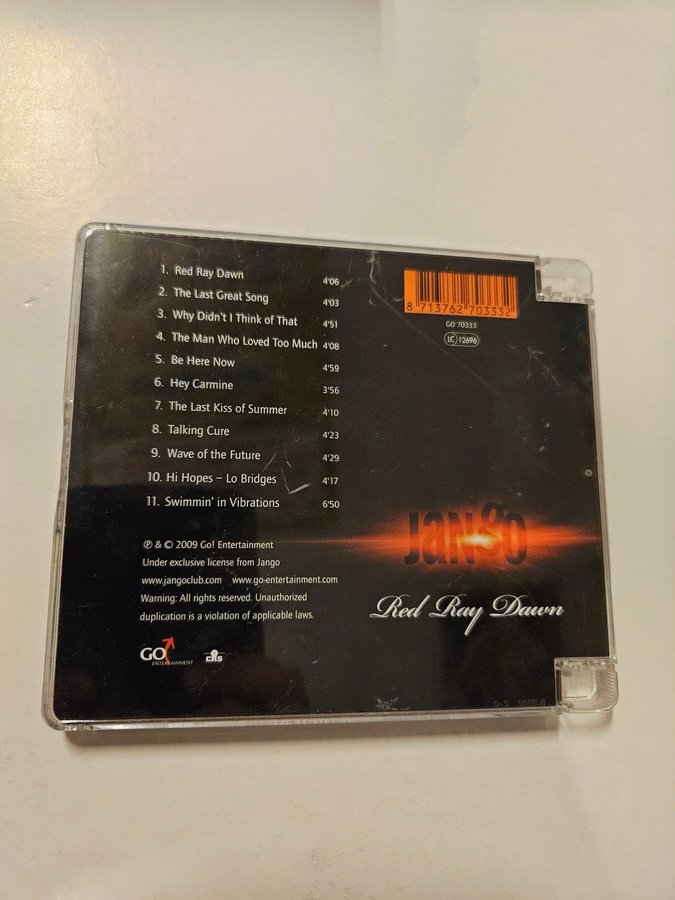 1. Red Ray Dawn 4'06
2. The Last Great Song 4'03
3. Why Didn't I Think of That 4'51
4. The Man Who Loved Too Much 4'08
5. Be Here Now 4'59
6. Hey Carmine 3'56
7. The Last Kiss of Summer 4'10
8. Talking Cure 4'23
9. Wave of the Future 4'29
10. Hi Hopes – Lo Bridges 4'17
11. Swimmin' in Vibrations 6'50
8 713762 703332
GO 70333
LC 12696
JaNGO
Red Ray Dawn
℗ & © 2009 Go! Entertainment
Under exclusive license from Jango
www.jangoclub.com www.go-entertainment.com
Warning: All rights reserved. Unauthorized
duplication is a violation of applicable laws.
GO!
ENTERTAINMENT
CRS